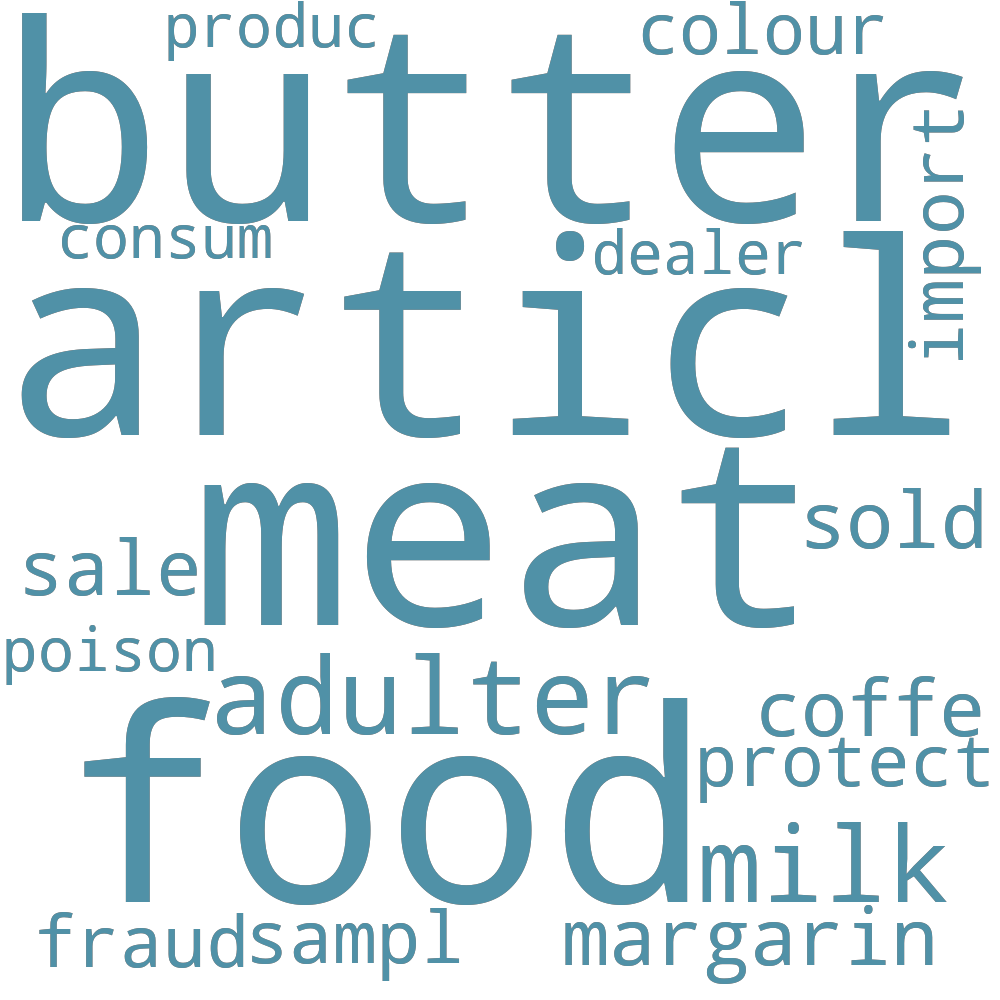 produc
colour
butter
import
consum
dealer
articl
meat
sold
sale
poison
adulter
coffe
protect
food
milk
fraud
sampl
margarin